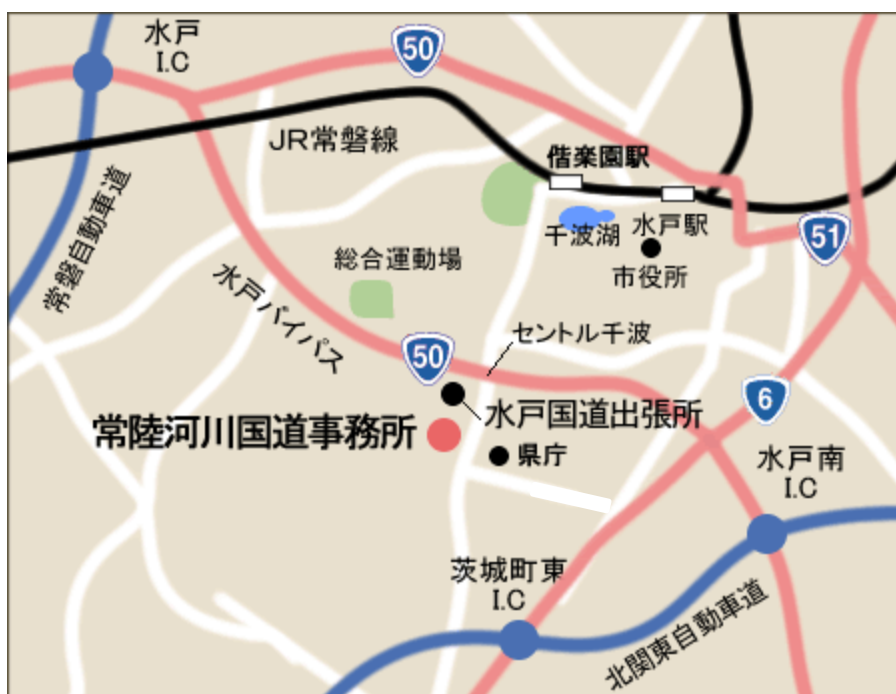 水戸
I.C
50
JR常磐線
偕楽園駅
常磐自動車道
千波湖
水戸駅
51
総合運動場
市役所
水戸バイパス
セントル千波
50
6
水戸国道出張所
常陸河川国道事務所
県庁
水戸南
I.C
茨城町東
I.C
北関東自動車道